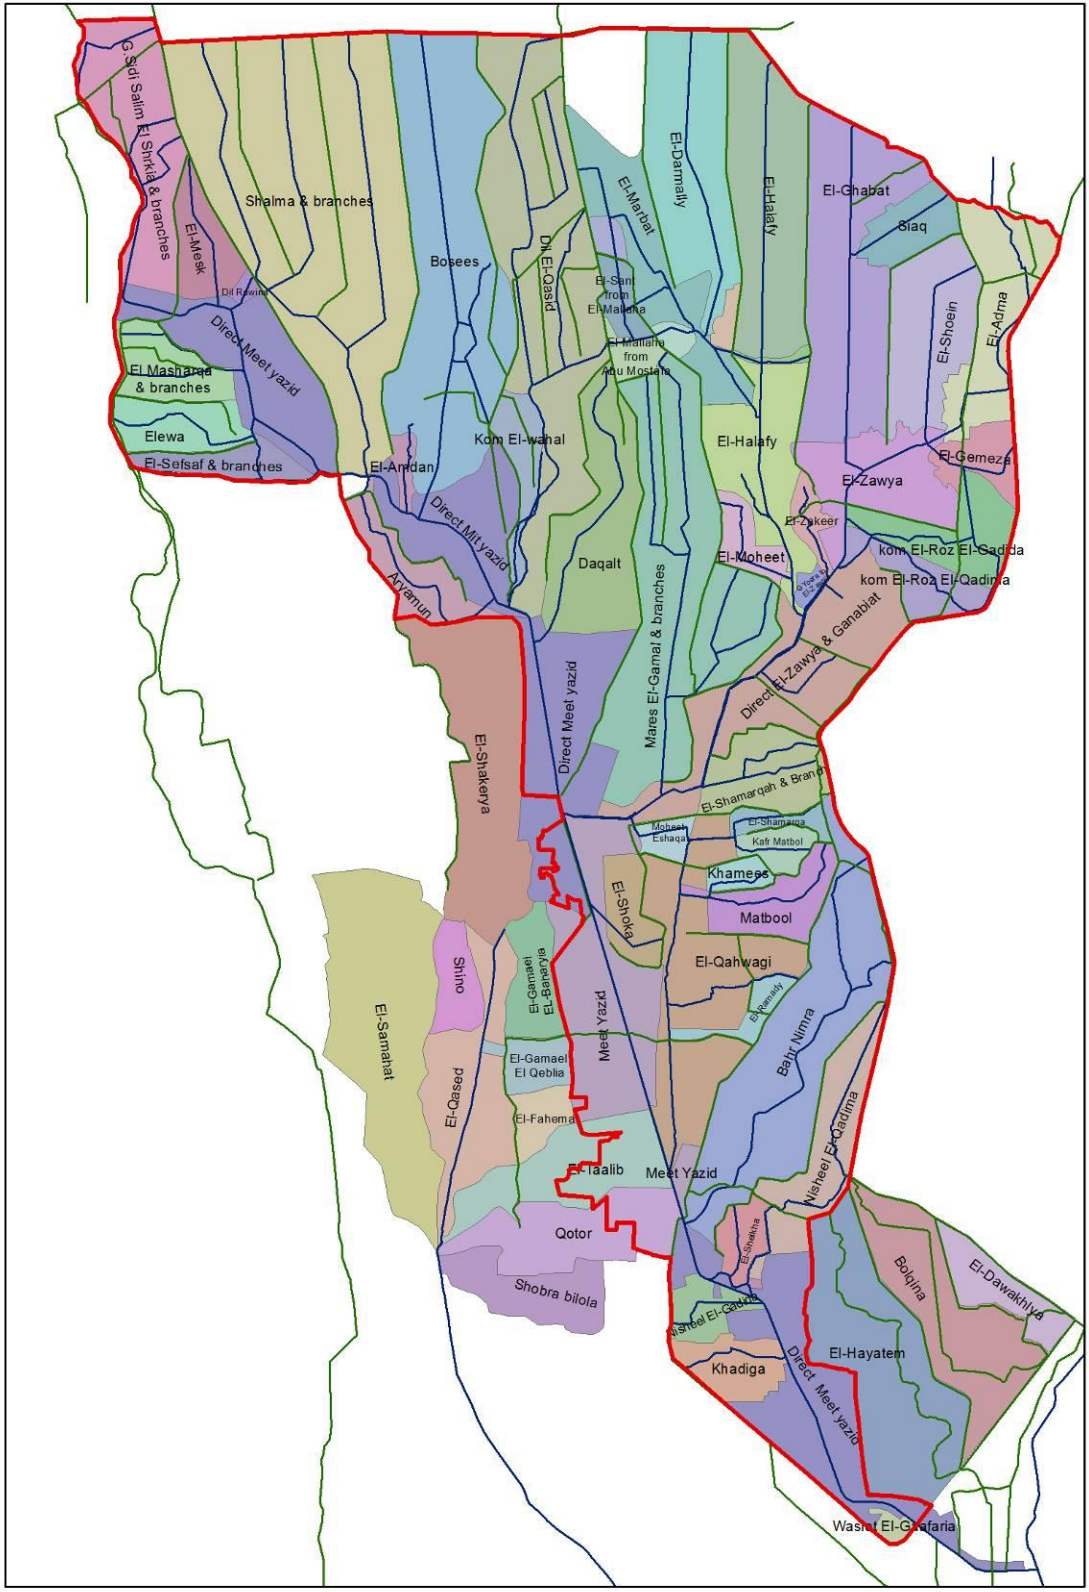 G.Sidi Salim El Shrkia & branches
El-Mesk
Shalma & branches
Bosees
Dil El-Qasid
El-Marbat
El-Darmally
El-Halafy
El-Ghabat
Siaq
El-Shoein
El-Adma
Dil Rowina
Direct Meet yazid
El-Sant
from
El-Mallaha
El-Mallaha
from
Abu Mostafa
El Masharqa
& branches
Elewa
El-Sefsaf & branches
El-Amdan
Kom El-wahal
El-Halafy
El-Zawya
El-Gemeza
El-Zakeer
Direct Mit yazid
Daqalt
El-Moheet
kom El-Roz El-Gadida
kom El-Roz El-Qadima
Aryamun
Mares El-Gamal & branches
Direct El-Zawya & Ganabiat
Direct Meet yazid
El-Shakerya
El-Shamarqah & Branch
Moheet
Eshaqa
El-Shamarqa
Kafr Matbol
Khamees
El-Shoka
Matbool
El-Qahwagi
El-Ramady
Shino
El-Gamael
EL-Baharyia
El-Samahat
Meet Yazid
Bahr Nimra
El-Gamael
El Qeblia
El-Qased
El-Fahema
Nisheel El-Qadima
El-Taalib
Meet Yazid
Qotor
El-Sheikha
Shobra bilola
Bolqina
El-Dawakhlya
Nisheel El-Gadida
Khadiga
Direct Meet yazid
El-Hayatem
Waslat El-Gaafaria